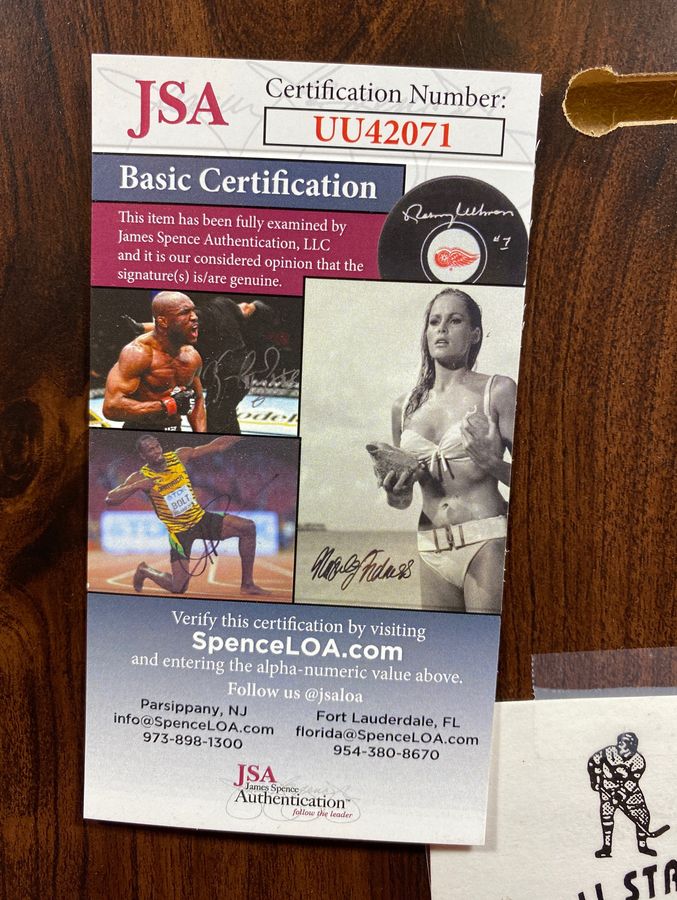 JSA
Certification Number:
UU42071
Basic Certification
This item has been fully examined by
James Spence Authentication, LLC
and it is our considered opinion that the
signature(s) is/are genuine.
#7
BOLT
Verify this certification by visiting
SpenceLOA.com
and entering the alpha-numeric value above.
Follow us @jsaloa
Parsippany, NJ
info@SpenceLOA.com
973-898-1300
Fort Lauderdale, FL
florida@SpenceLOA.com
954-380-8670
JSA
James Spence
Authentication™
follow the leader